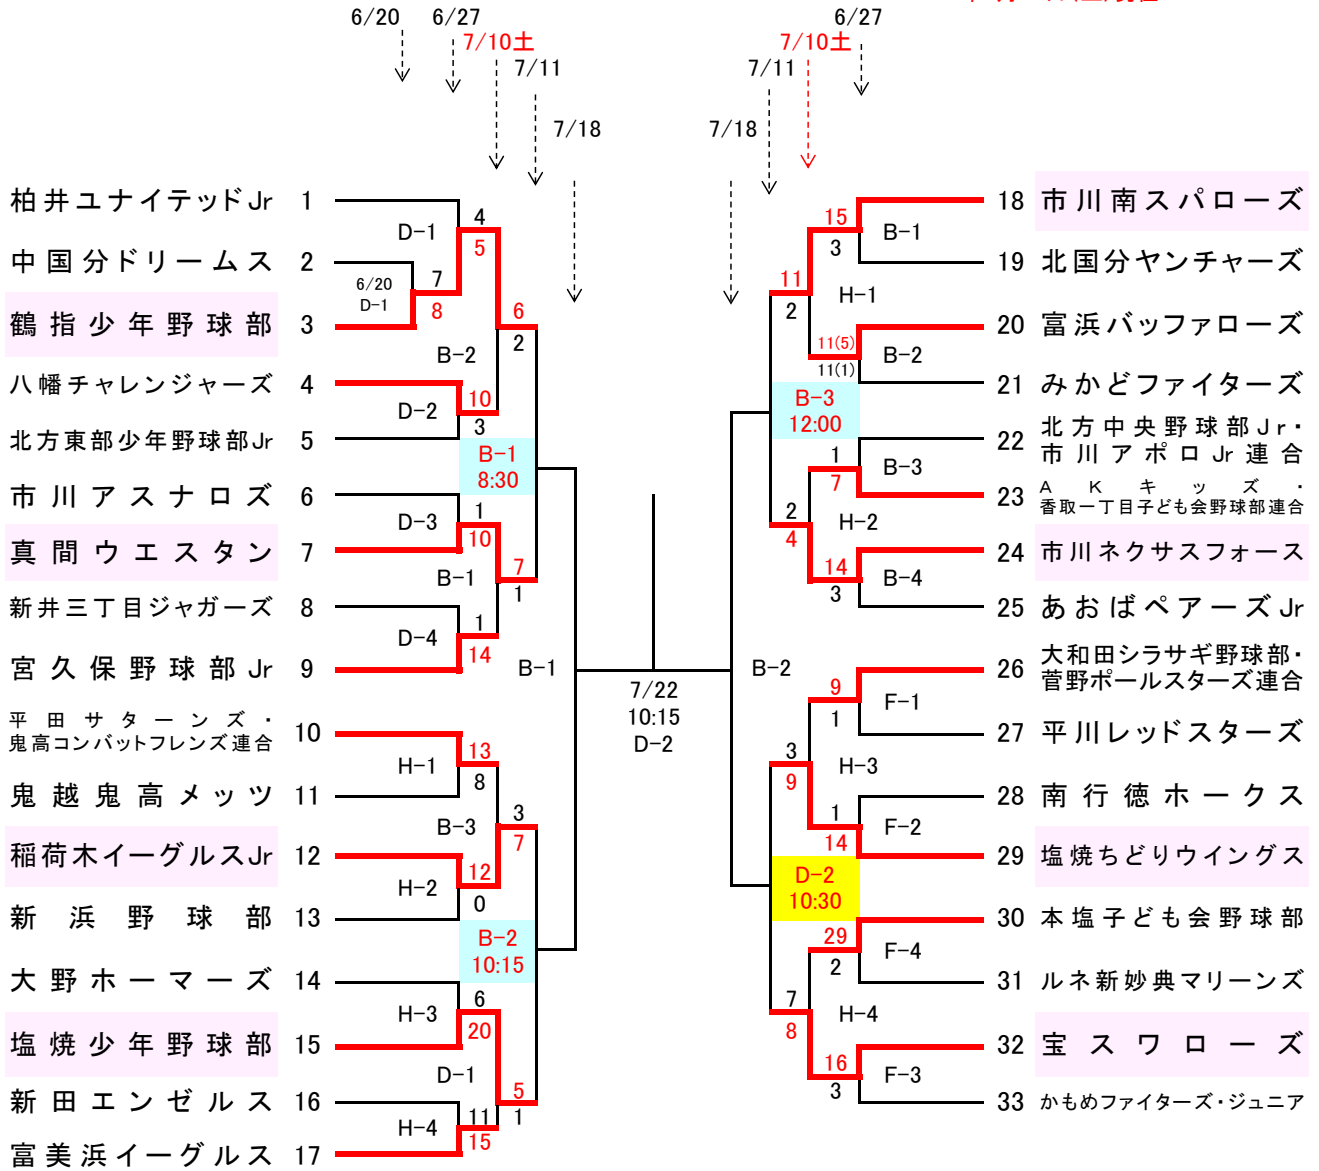 6/20
6/27
7/10土
7/11
7/18
6/27
7/10土
7/11
7/18
柏井ユナイテッドJr 1
中国分ドリームス 2
鶴指少年野球部 3
八幡チャレンジャーズ 4
北方東部少年野球部Jr 5
市川アスナロズ 6
真間ウエスタン 7
新井三丁目ジャガーズ 8
宮久保野球部Jr 9
平田サターンズ・
鬼高コンバットフレンズ連合 10
鬼越鬼高メッツ 11
稲荷木イーグルスJr 12
新浜野球部 13
大野ホーマーズ 14
塩焼少年野球部 15
新田エンゼルス 16
富美浜イーグルス 17
D-1
4
5
6/20
D-1
7
8
6
2
B-2
D-2
10
3
B-1
8:30
D-3
1
10
7
1
B-1
D-4
1
14
B-1
H-1
13
8
B-3
3
7
H-2
12
0
B-2
10:15
H-3
6
20
D-1
5
1
H-4
11
15
7/22
10:15
D-2
18 市川南スパローズ
19 北国分ヤンチャーズ
20 富浜バッファローズ
21 みかどファイターズ
22 北方中央野球部Jr・
市川アポロJr連合
23 AKキッズ・
香取一丁目子ども会野球部連合
24 市川ネクサスフォース
25 あおばペアーズJr
26 大和田シラサギ野球部・
菅野ポールスターズ連合
27 平川レッドスターズ
28 南行徳ホークス
29 塩焼ちどりウイングス
30 本塩子ども会野球部
31 ルネ新妙典マリーンズ
32 宝スワローズ
33 かもめファイターズ・ジュニア
15
3
B-1
11
2
H-1
11(5)
11(1)
B-2
B-3
12:00
1
7
B-3
2
4
H-2
14
3
B-4
B-2
9
1
F-1
3
9
H-3
1
14
F-2
D-2
10:30
29
2
F-4
7
8
H-4
16
3
F-3